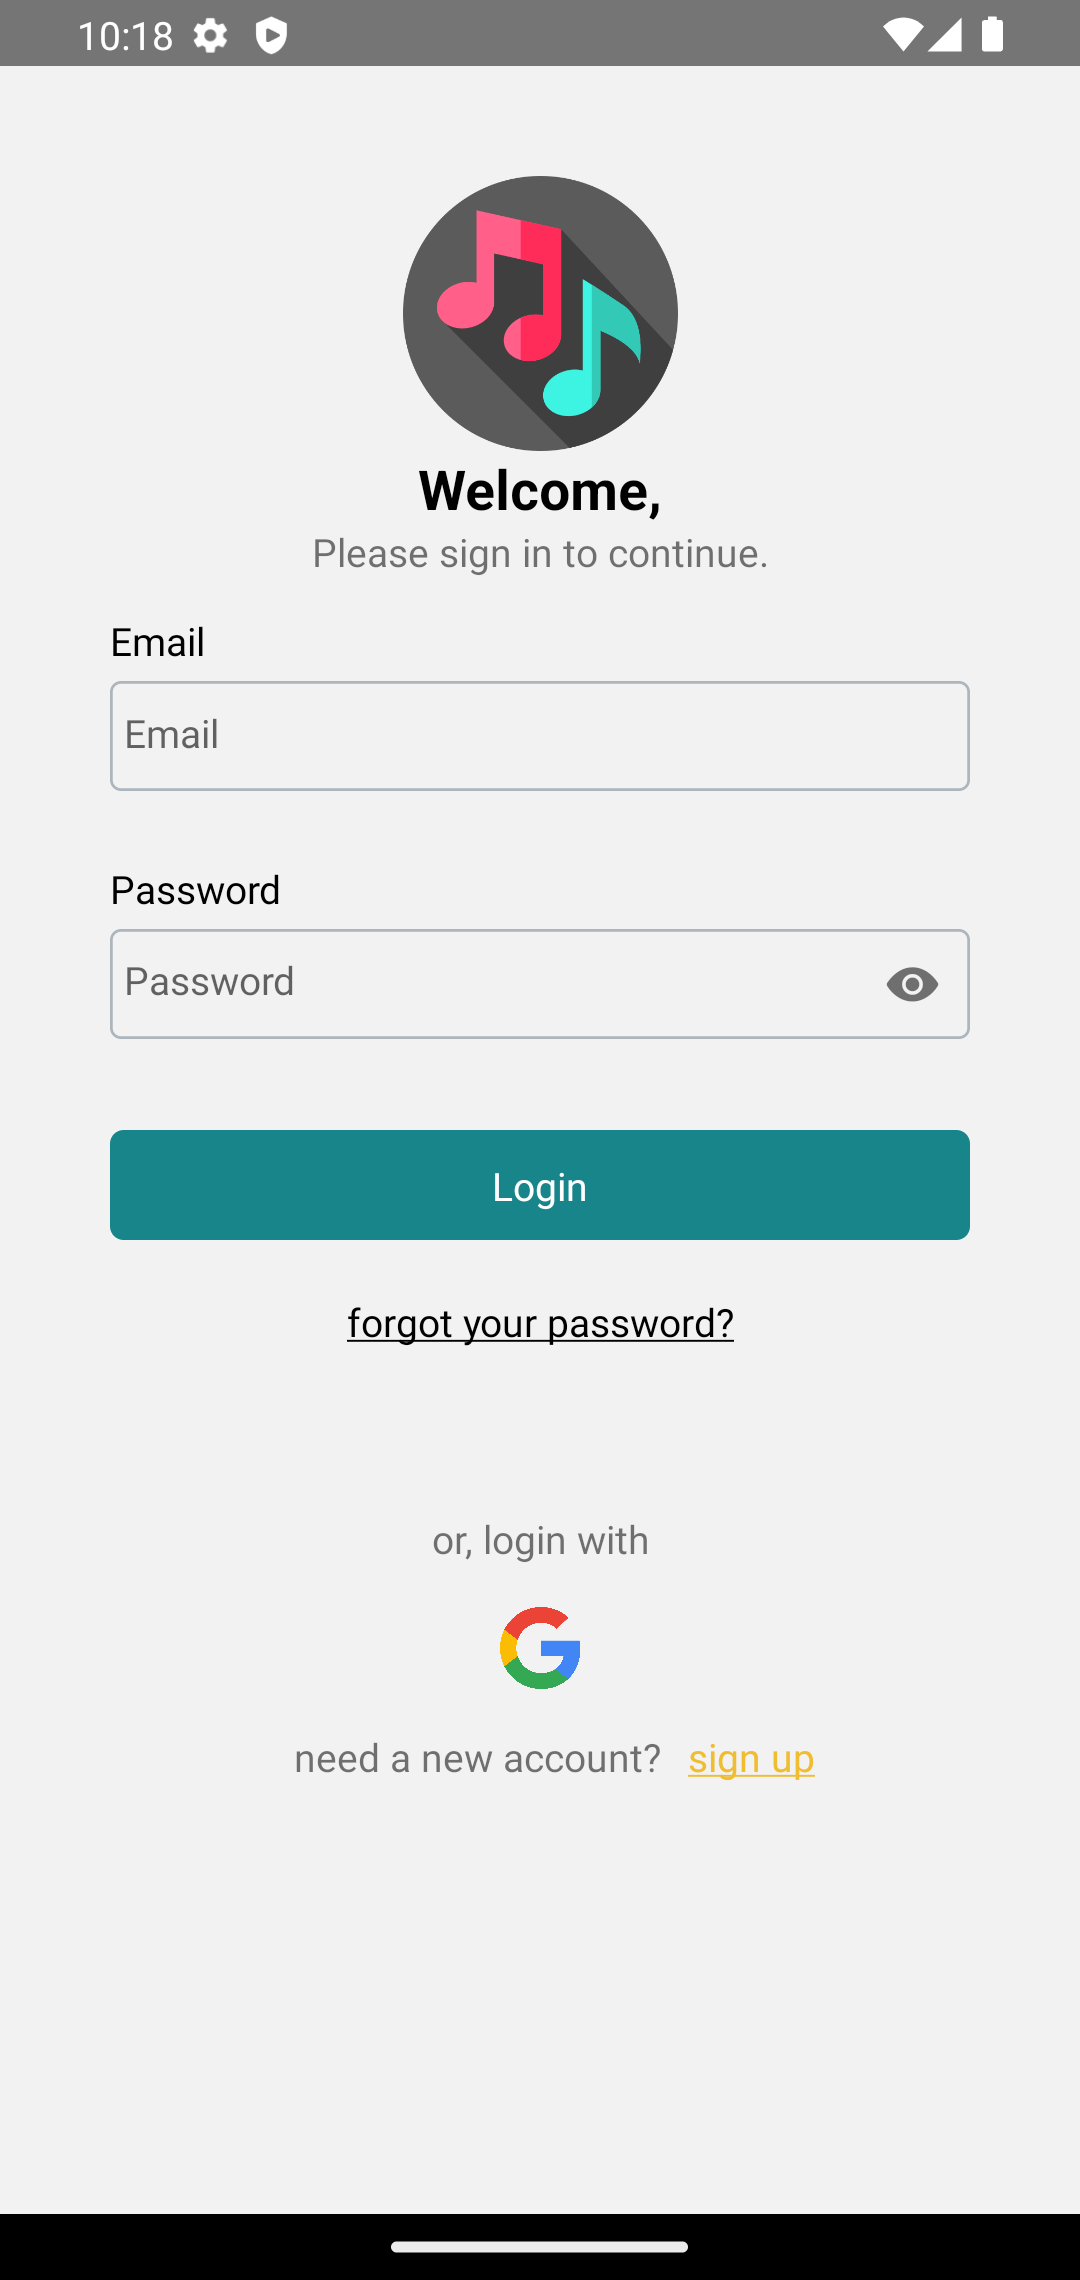 10:18
Welcome,
Please sign in to continue.
Email
Email
Password
Password
Login
forgot your password?
or, login with
need a new account? sign up